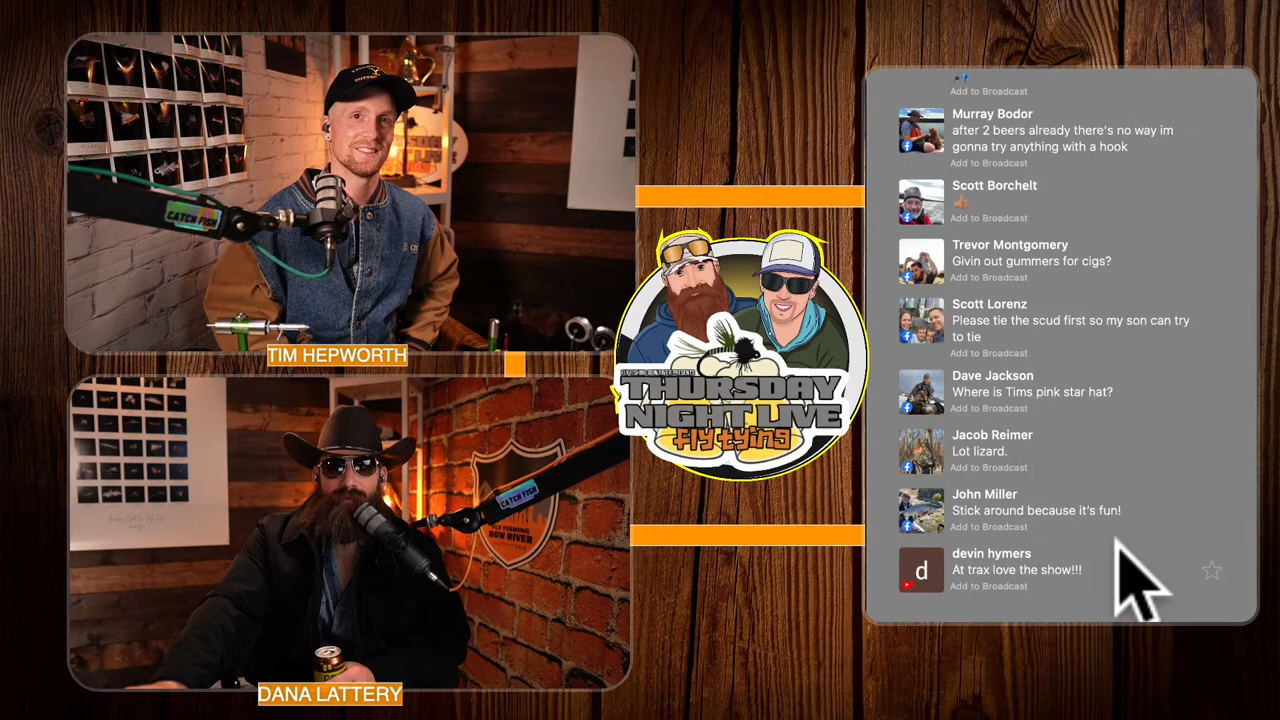 CATCH FISH
TIM HEPWORTH
CATCH FISH
FLY FISHING
BOW RIVER
DANA LATTERY
FLY FISHING BOW RIVER PRESENTS
THURSDAY
NIGHT LIVE
fly tying
Add to Broadcast
Murray Bodor
after 2 beers already there's no way im
gonna try anything with a hook
Add to Broadcast
Scott Borchelt
Add to Broadcast
Trevor Montgomery
Givin out gummers for cigs?
Add to Broadcast
Scott Lorenz
Please tie the scud first so my son can try
to tie
Add to Broadcast
Dave Jackson
Where is Tims pink star hat?
Add to Broadcast
Jacob Reimer
Lot lizard.
Add to Broadcast
John Miller
Stick around because it's fun!
Add to Broadcast
d
devin hymers
At trax love the show!!!
Add to Broadcast